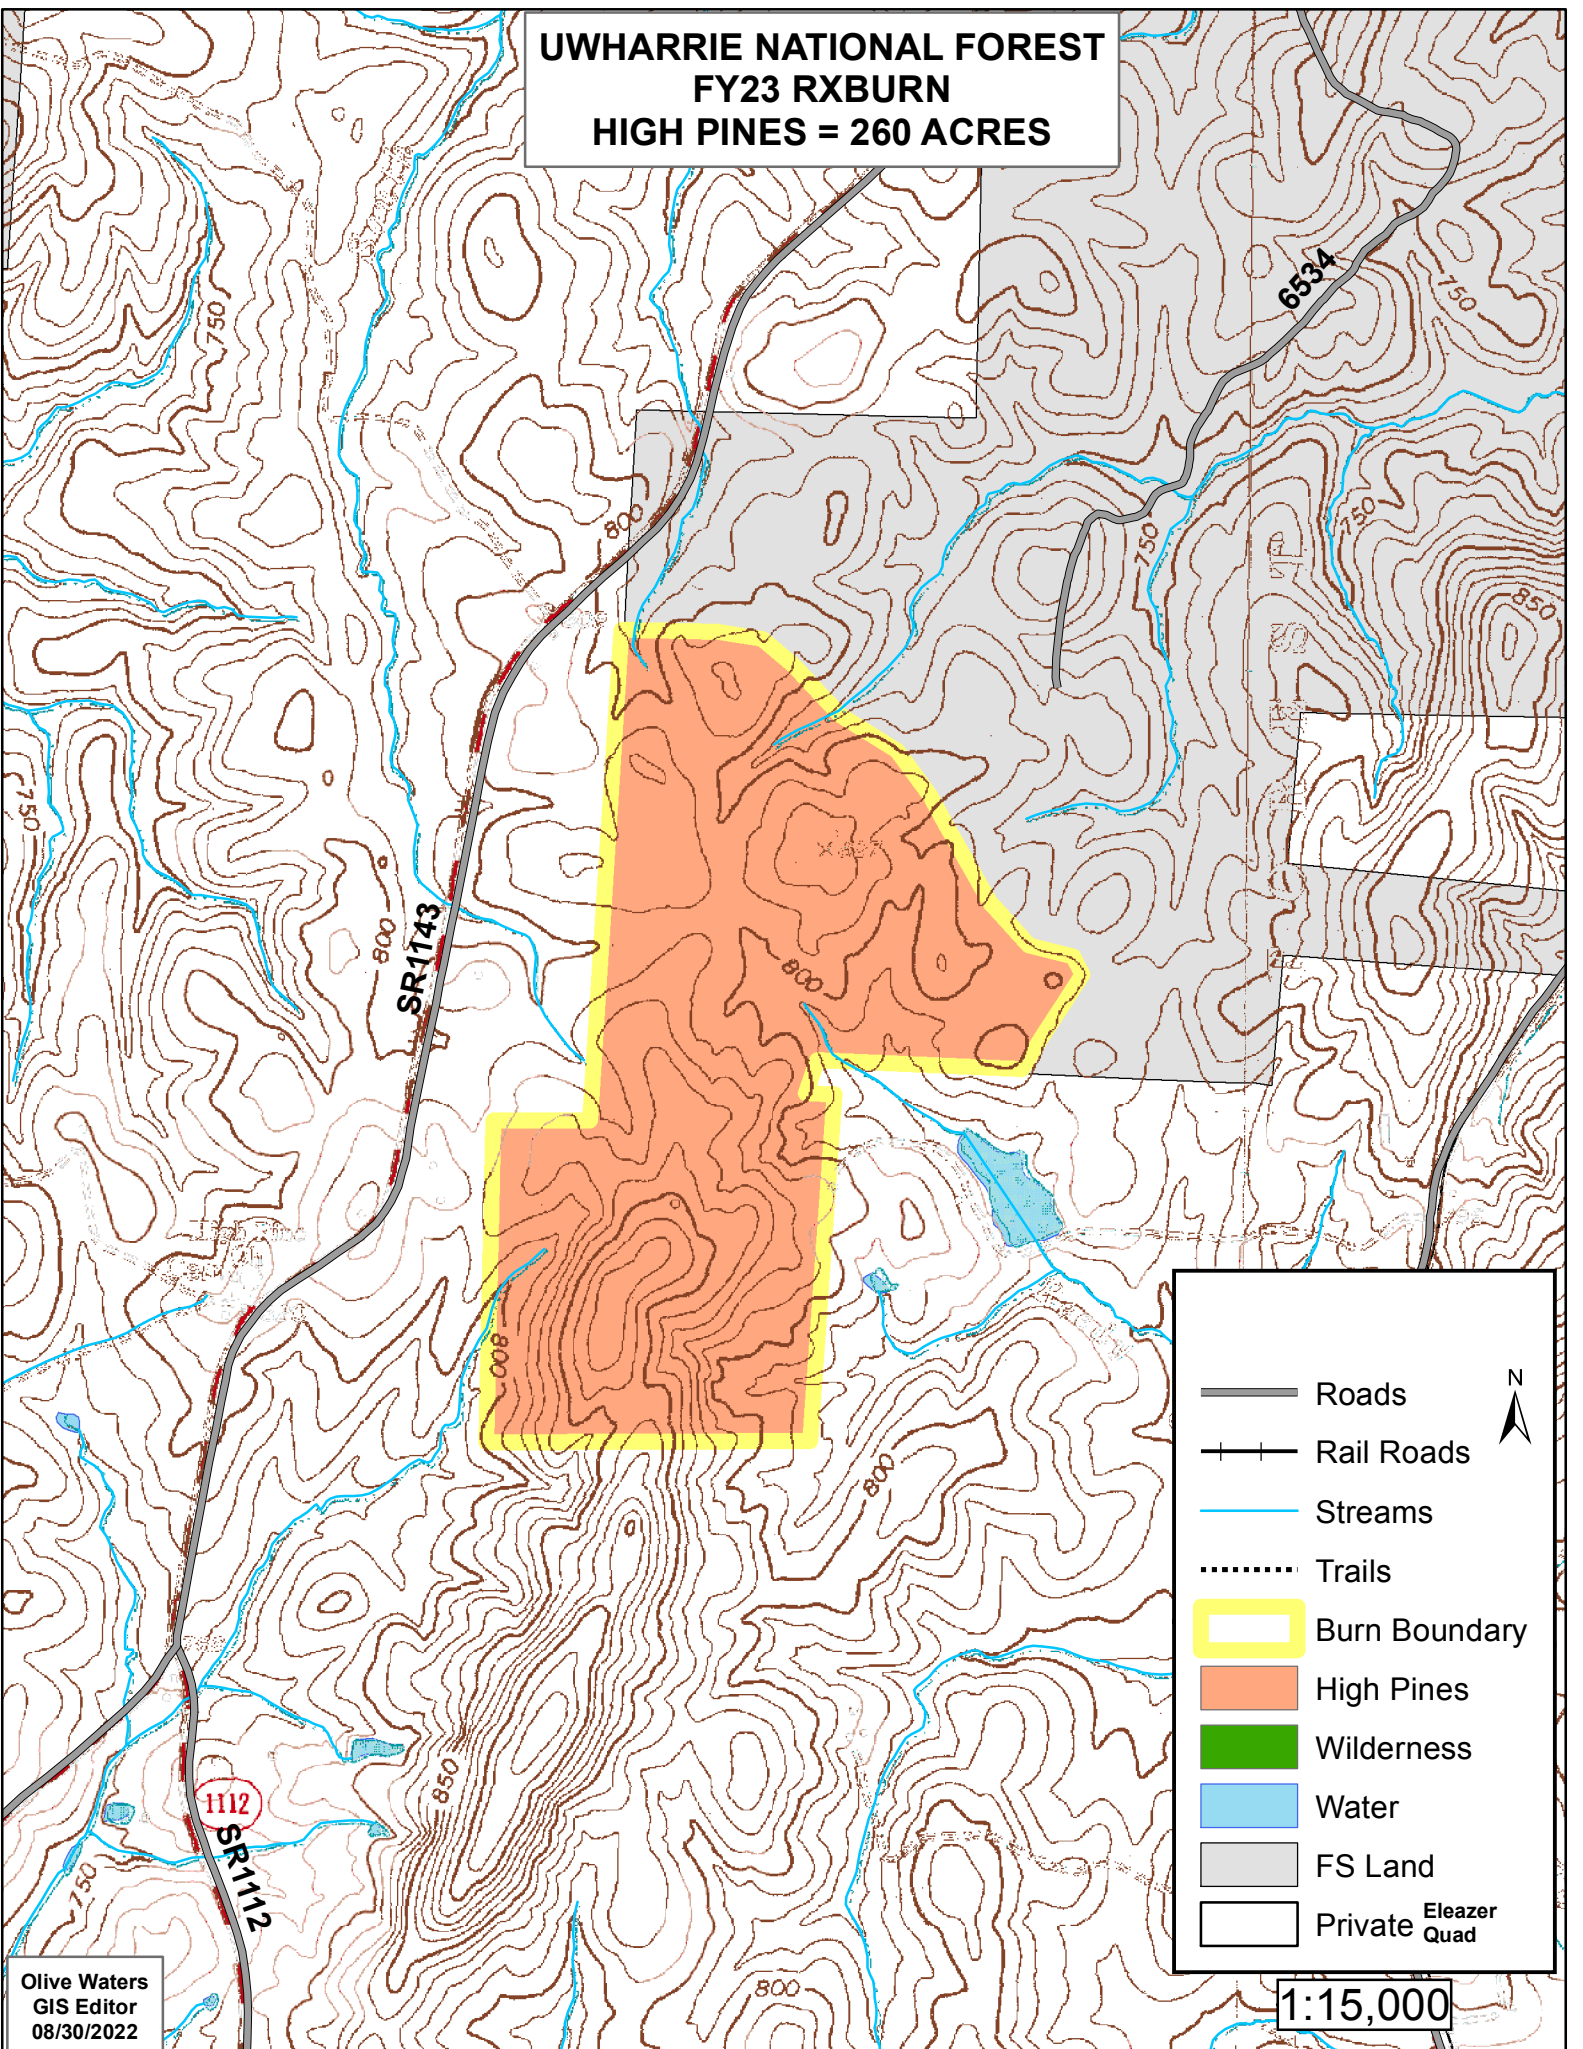 UWHARRIE NATIONAL FOREST
FY23 RXBURN
HIGH PINES = 260 ACRES
6534
750
750
800
750
750
850
750
800
SR1143
800
800
800
850
1112
SR1112
750
800
Roads
N
Rail Roads
Streams
Trails
Burn Boundary
High Pines
Wilderness
Water
FS Land
Private
Eleazer
Quad
1:15,000
Olive Waters
GIS Editor
08/30/2022